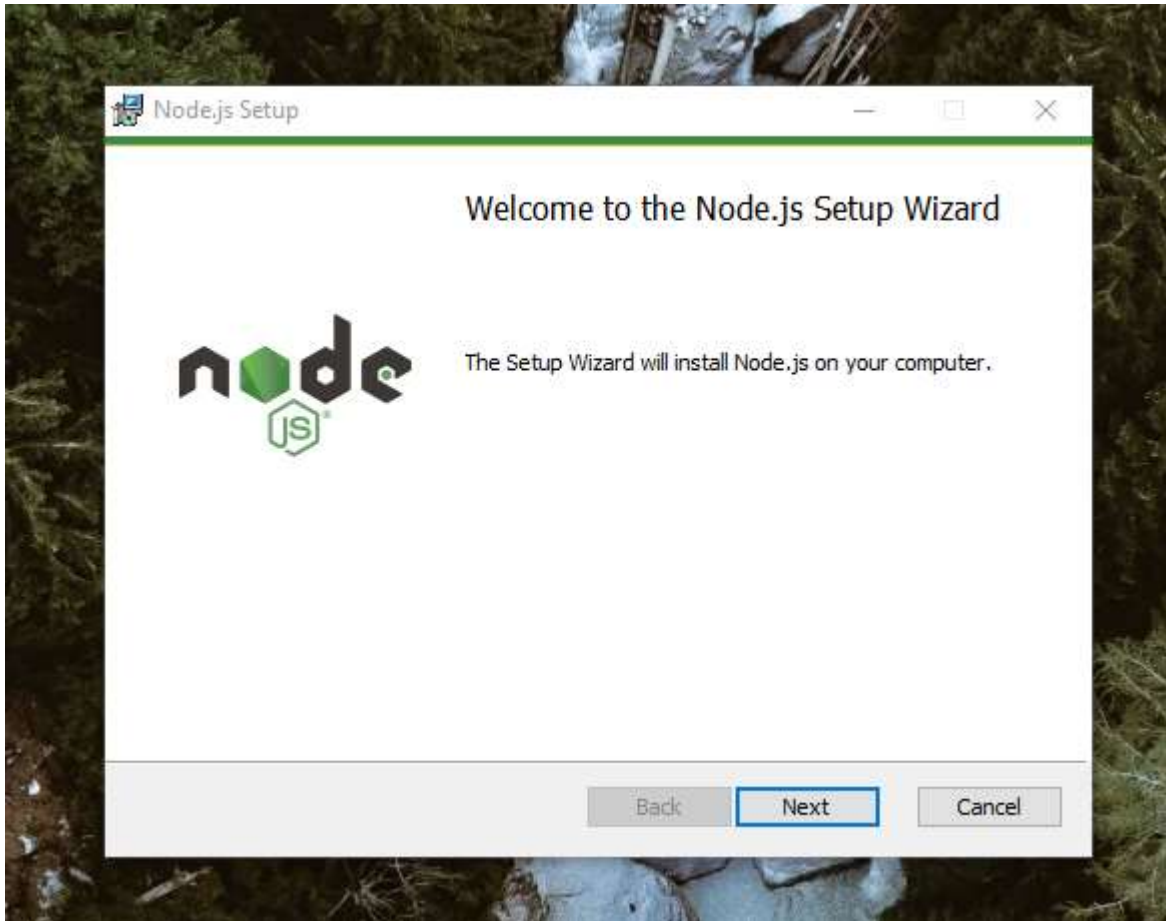 Node.js Setup
Welcome to the Node.js Setup Wizard
node
JS®
The Setup Wizard will install Node.js on your computer.
Back
Next
Cancel